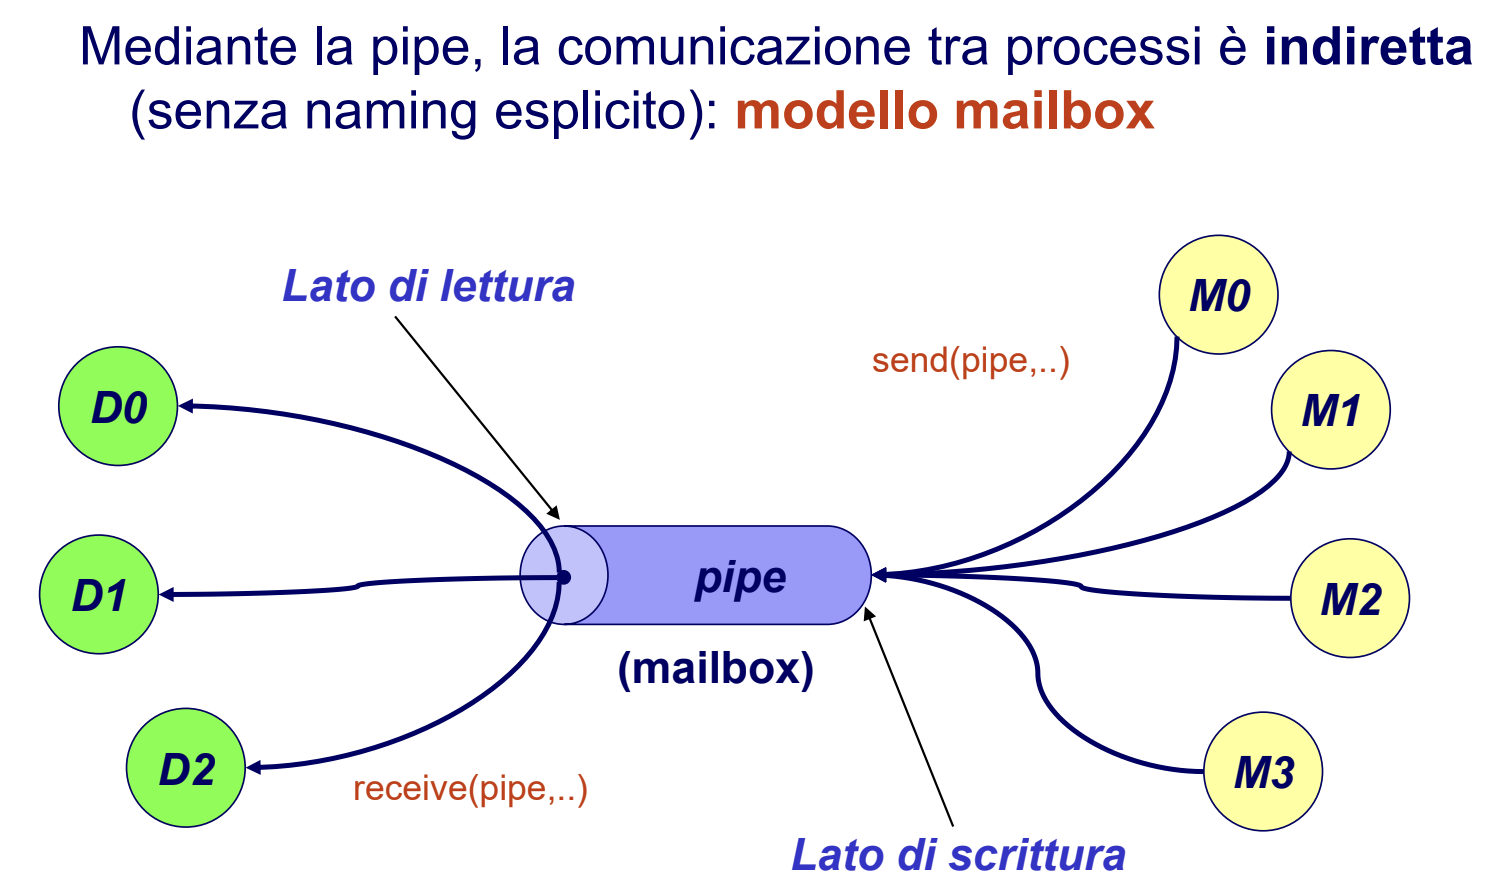 Mediante la pipe, la comunicazione tra processi è indiretta
(senza naming esplicito): modello mailbox
Lato di lettura
M0
send(pipe,..)
D0
M1
pipe
D1
M2
(mailbox)
D2
M3
receive(pipe,..)
Lato di scrittura